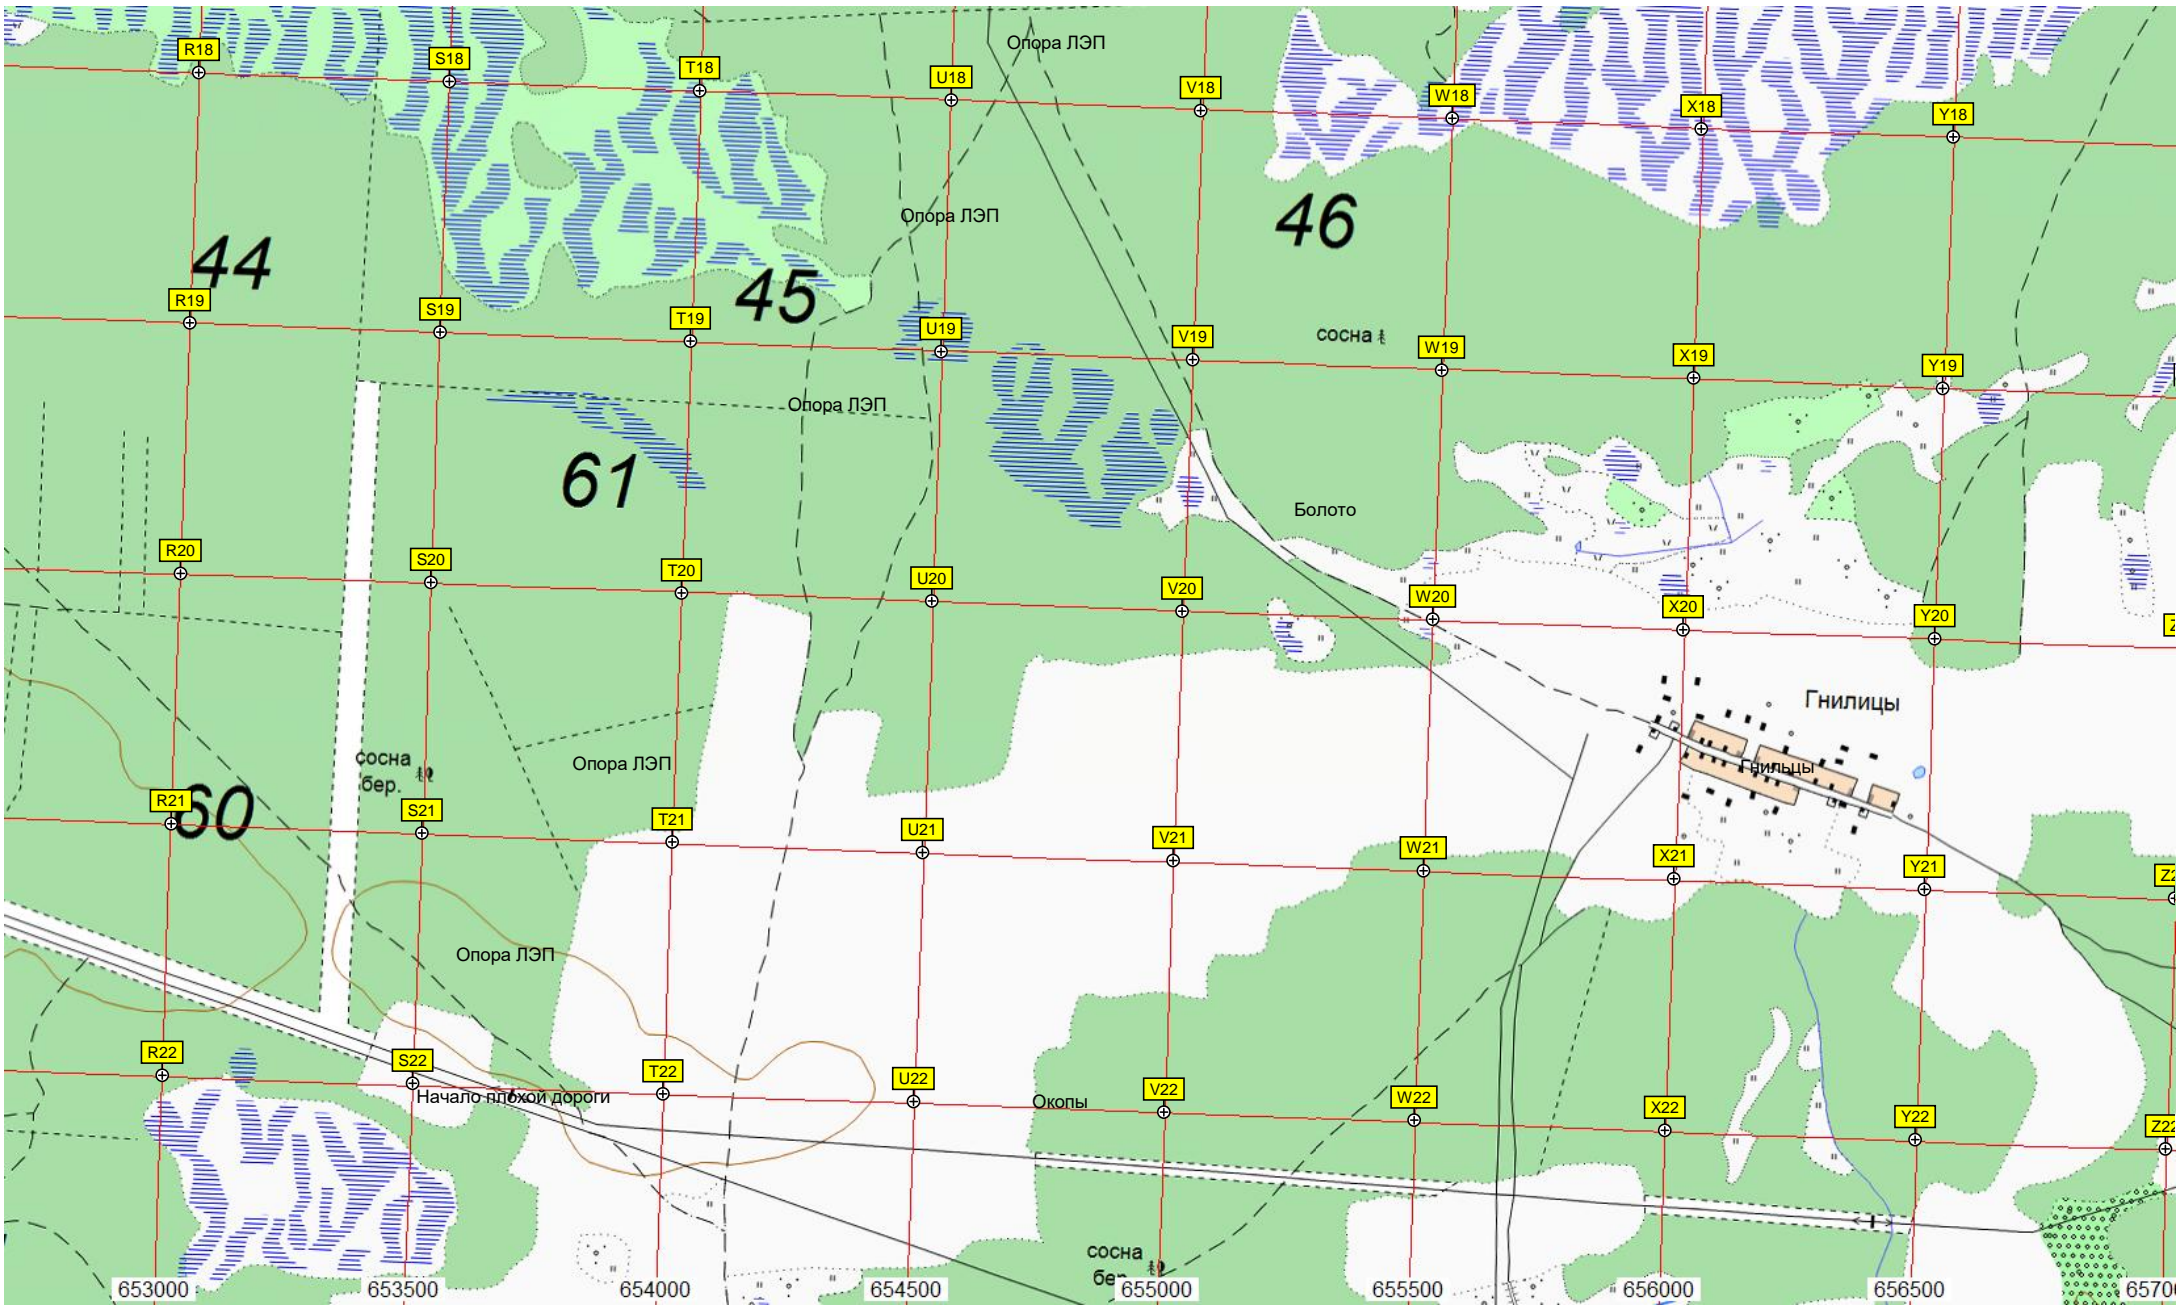 Опора ЛЭП
R18
S18
T18
U18
V18
W18
X18
Y18
Опора ЛЭП
46
44
45
R19
S19
T19
U19
V19
сосна
W19
X19
Y19
Опора ЛЭП
61
Болото
R20
S20
T20
U20
V20
W20
X20
Y20
Гнилицы
сосна
бер.
Опора ЛЭП
Гнильцы
R21
60
S21
T21
U21
V21
W21
X21
Y21
Опора ЛЭП
R22
S22
T22
U22
V22
W22
X22
Y22
Z22
Начало плохой дороги
Окопы
сосна
653000
653500
654000
654500
655000
655500
656000
656500